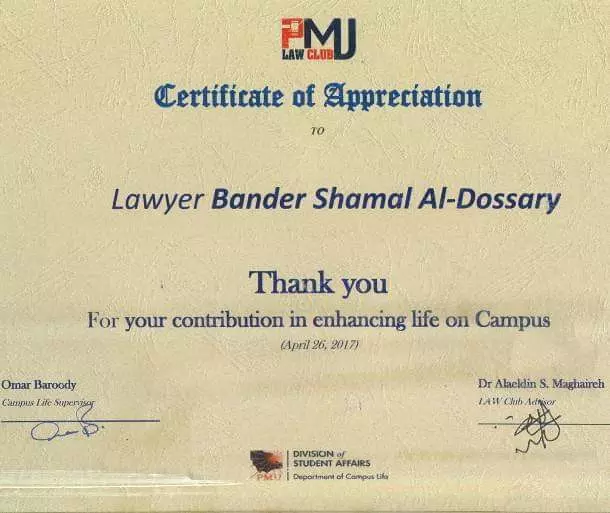 PMU
LAW CLUB
Certificate of Appreciation
TO
Lawyer Bander Shamal Al-Dossary
Thank you
For your contribution in enhancing life on Campus
(April 26, 2017)
Omar Baroody
Campus Life Supervisor
Dr Alaeldin S. Maghaireh
LAW Club Advisor
PMU
DIVISION of
STUDENT AFFAIRS
Department of Campus Life